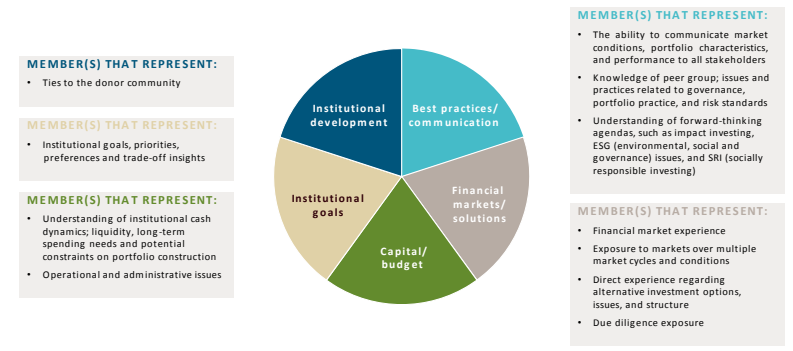 MEMBER(S) THAT REPRESENT:
• Ties to the donor community
MEMBER(S) THAT REPRESENT:
• Institutional goals, priorities,
preferences and trade-off insights
MEMBER(S) THAT REPRESENT:
• Understanding of institutional cash
dynamics; liquidity, long-term
spending needs and potential
constraints on portfolio construction
• Operational and administrative issues
Institutional
development
Best practices/
communication
Institutional
goals
Financial
markets/
solutions
Capital/
budget
MEMBER(S) THAT REPRESENT:
• The ability to communicate market
conditions, portfolio characteristics,
and performance to all stakeholders
• Knowledge of peer group; issues and
practices related to governance,
portfolio practice, and risk standards
• Understanding of forward-thinking
agendas, such as impact investing,
ESG (environmental, social and
governance) issues, and SRI (socially
responsible investing)
MEMBER(S) THAT REPRESENT:
• Financial market experience
• Exposure to markets over multiple
market cycles and conditions
• Direct experience regarding
alternative investment options,
issues, and structure
• Due diligence exposure